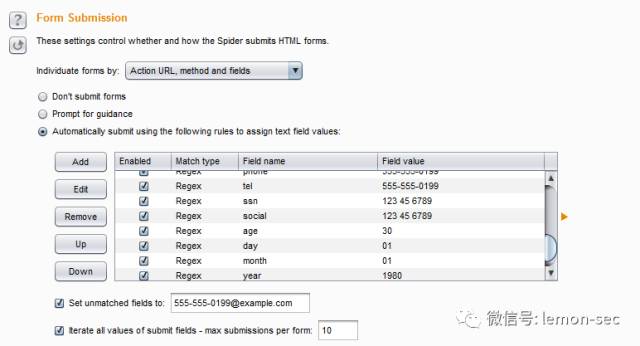 Form Submission
These settings control whether and how the Spider submits HTML forms.
Individuate forms by: Action URL, method and fields
Don't submit forms
Prompt for guidance
Automatically submit using the following rules to assign text field values:
Add
Edit
Remove
Up
Down
Enabled Match type Field name Field value
Regex phone 555-555-0199
Regex tel 555-555-0199
Regex ssn 123 45 6789
Regex social 123 45 6789
Regex age 30
Regex day 01
Regex month 01
Regex year 1980
Set unmatched fields to: 555-555-0199@example.com
Iterate all values of submit fields - max submissions per form: 10
微信号: lemon-sec